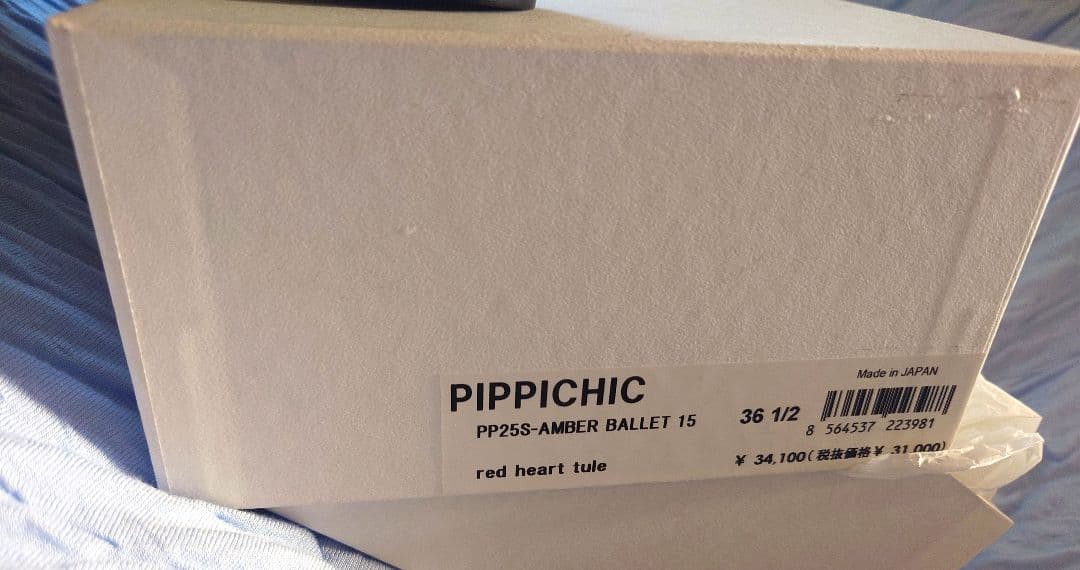 Made in JAPAN
PIPPICHIC
PP25S-AMBER BALLET 15
36 1/2
8 564537 223981
red heart tule
¥ 34,100(税抜価格¥ 31,000)